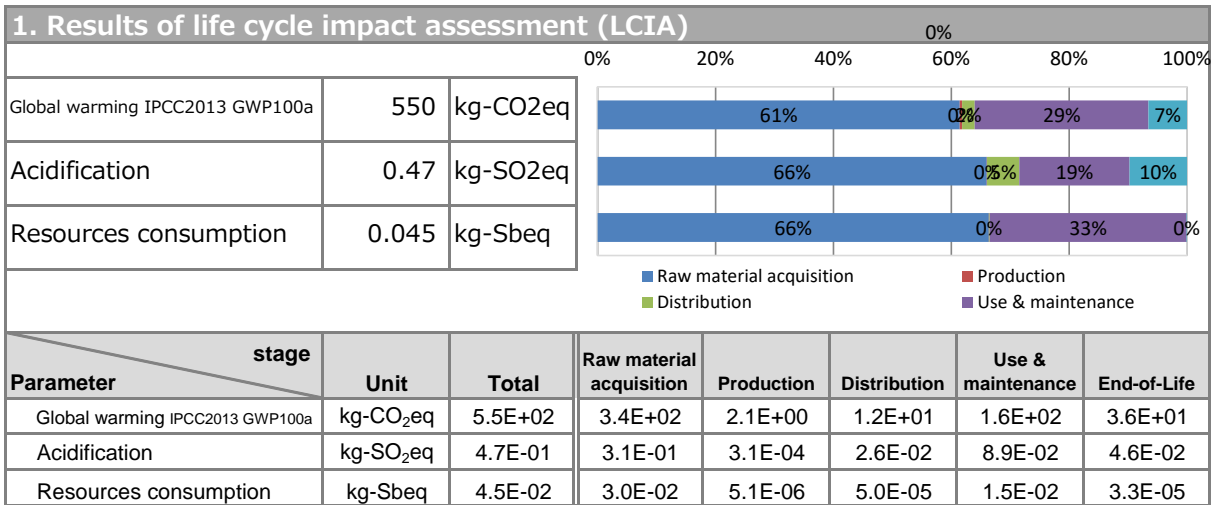 1. Results of life cycle impact assessment (LCIA)
0%
0% 20% 40% 60% 80% 100%
Global warming IPCC2013 GWP100a 550 kg-CO2eq 61% 0% 2% 29% 7%
Acidification 0.47 kg-SO2eq 66% 0% 5% 19% 10%
Resources consumption 0.045 kg-Sbeq 66% 0% 33% 0%
Raw material acquisition Production
Distribution Use & maintenance
stage
Parameter Unit Total Raw material acquisition Production Distribution Use & maintenance End-of-Life
Global warming IPCC2013 GWP100a kg-CO₂eq 5.5E+02 3.4E+02 2.1E+00 1.2E+01 1.6E+02 3.6E+01
Acidification kg-SO₂eq 4.7E-01 3.1E-01 3.1E-04 2.6E-02 8.9E-02 4.6E-02
Resources consumption kg-Sbeq 4.5E-02 3.0E-02 5.1E-06 5.0E-05 1.5E-02 3.3E-05